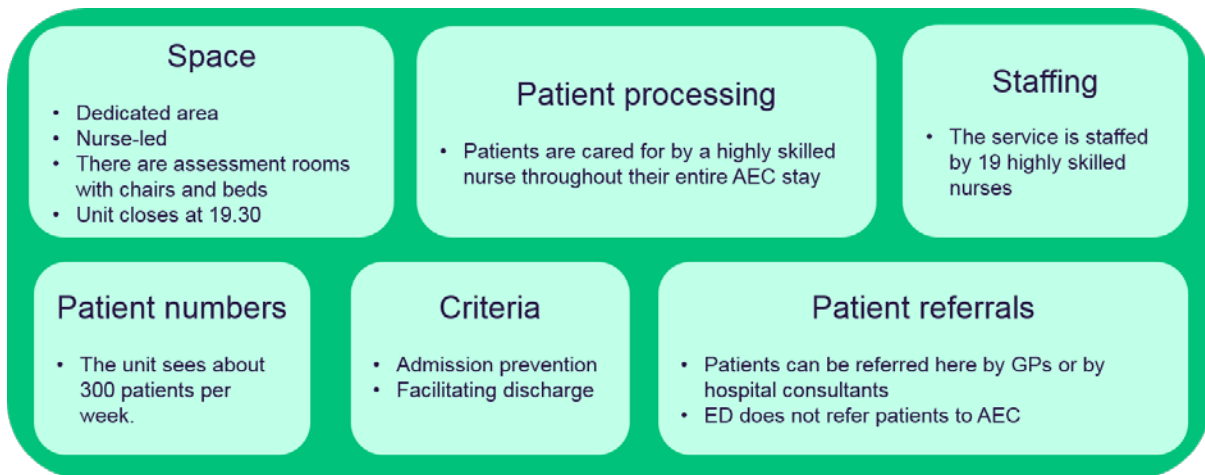 Space
• Dedicated area
• Nurse-led
• There are assessment rooms
with chairs and beds
• Unit closes at 19.30
Patient processing
• Patients are cared for by a highly skilled
nurse throughout their entire AEC stay
Staffing
• The service is staffed
by 19 highly skilled
nurses
Patient numbers
• The unit sees about
300 patients per
week.
Criteria
• Admission prevention
• Facilitating discharge
Patient referrals
• Patients can be referred here by GPs or by
hospital consultants
• ED does not refer patients to AEC